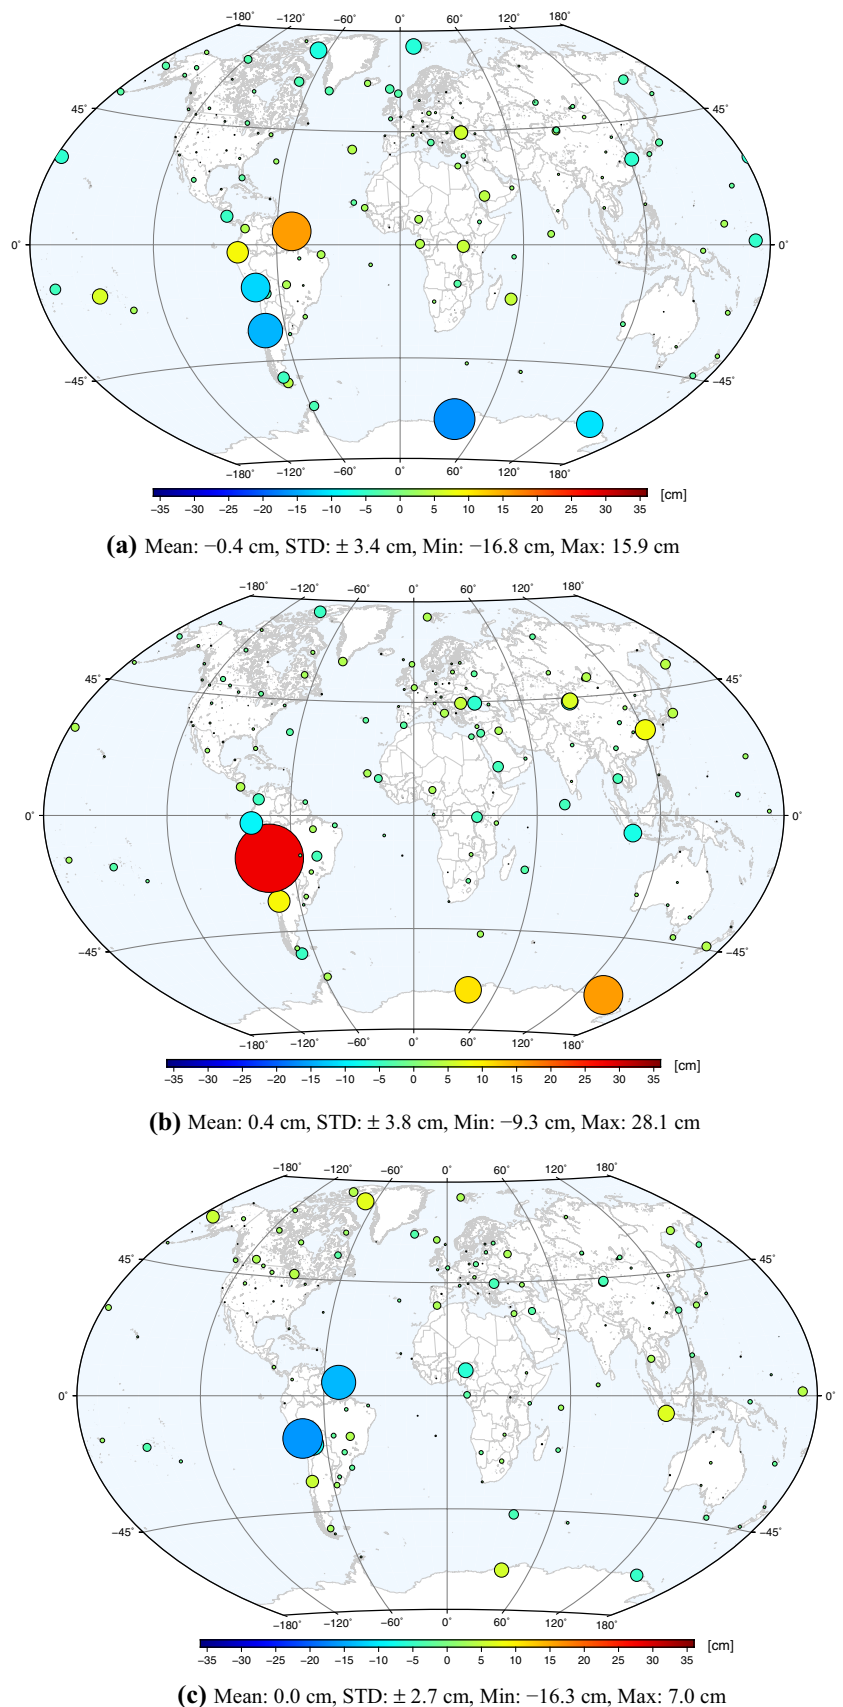 −180˚ −120˚ −60˚ 0˚ 60˚ 120˚ 180˚
45˚ 45˚
0˚ 0˚
−45˚ −45˚
−180˚ −120˚ −60˚ 0˚ 60˚ 120˚ 180˚
−35 −30 −25 −20 −15 −10 −5 0 5 10 15 20 25 30 35 [cm]
(a) Mean: −0.4 cm, STD: ± 3.4 cm, Min: −16.8 cm, Max: 15.9 cm
−180˚ −120˚ −60˚ 0˚ 60˚ 120˚ 180˚
45˚ 45˚
0˚ 0˚
−45˚ −45˚
−180˚ −120˚ −60˚ 0˚ 60˚ 120˚ 180˚
−35 −30 −25 −20 −15 −10 −5 0 5 10 15 20 25 30 35 [cm]
(b) Mean: 0.4 cm, STD: ± 3.8 cm, Min: −9.3 cm, Max: 28.1 cm
−180˚ −120˚ −60˚ 0˚ 60˚ 120˚ 180˚
45˚ 45˚
0˚ 0˚
−45˚ −45˚
−180˚ −120˚ −60˚ 0˚ 60˚ 120˚ 180˚
−35 −30 −25 −20 −15 −10 −5 0 5 10 15 20 25 30 35 [cm]
(c) Mean: 0.0 cm, STD: ± 2.7 cm, Min: −16.3 cm, Max: 7.0 cm